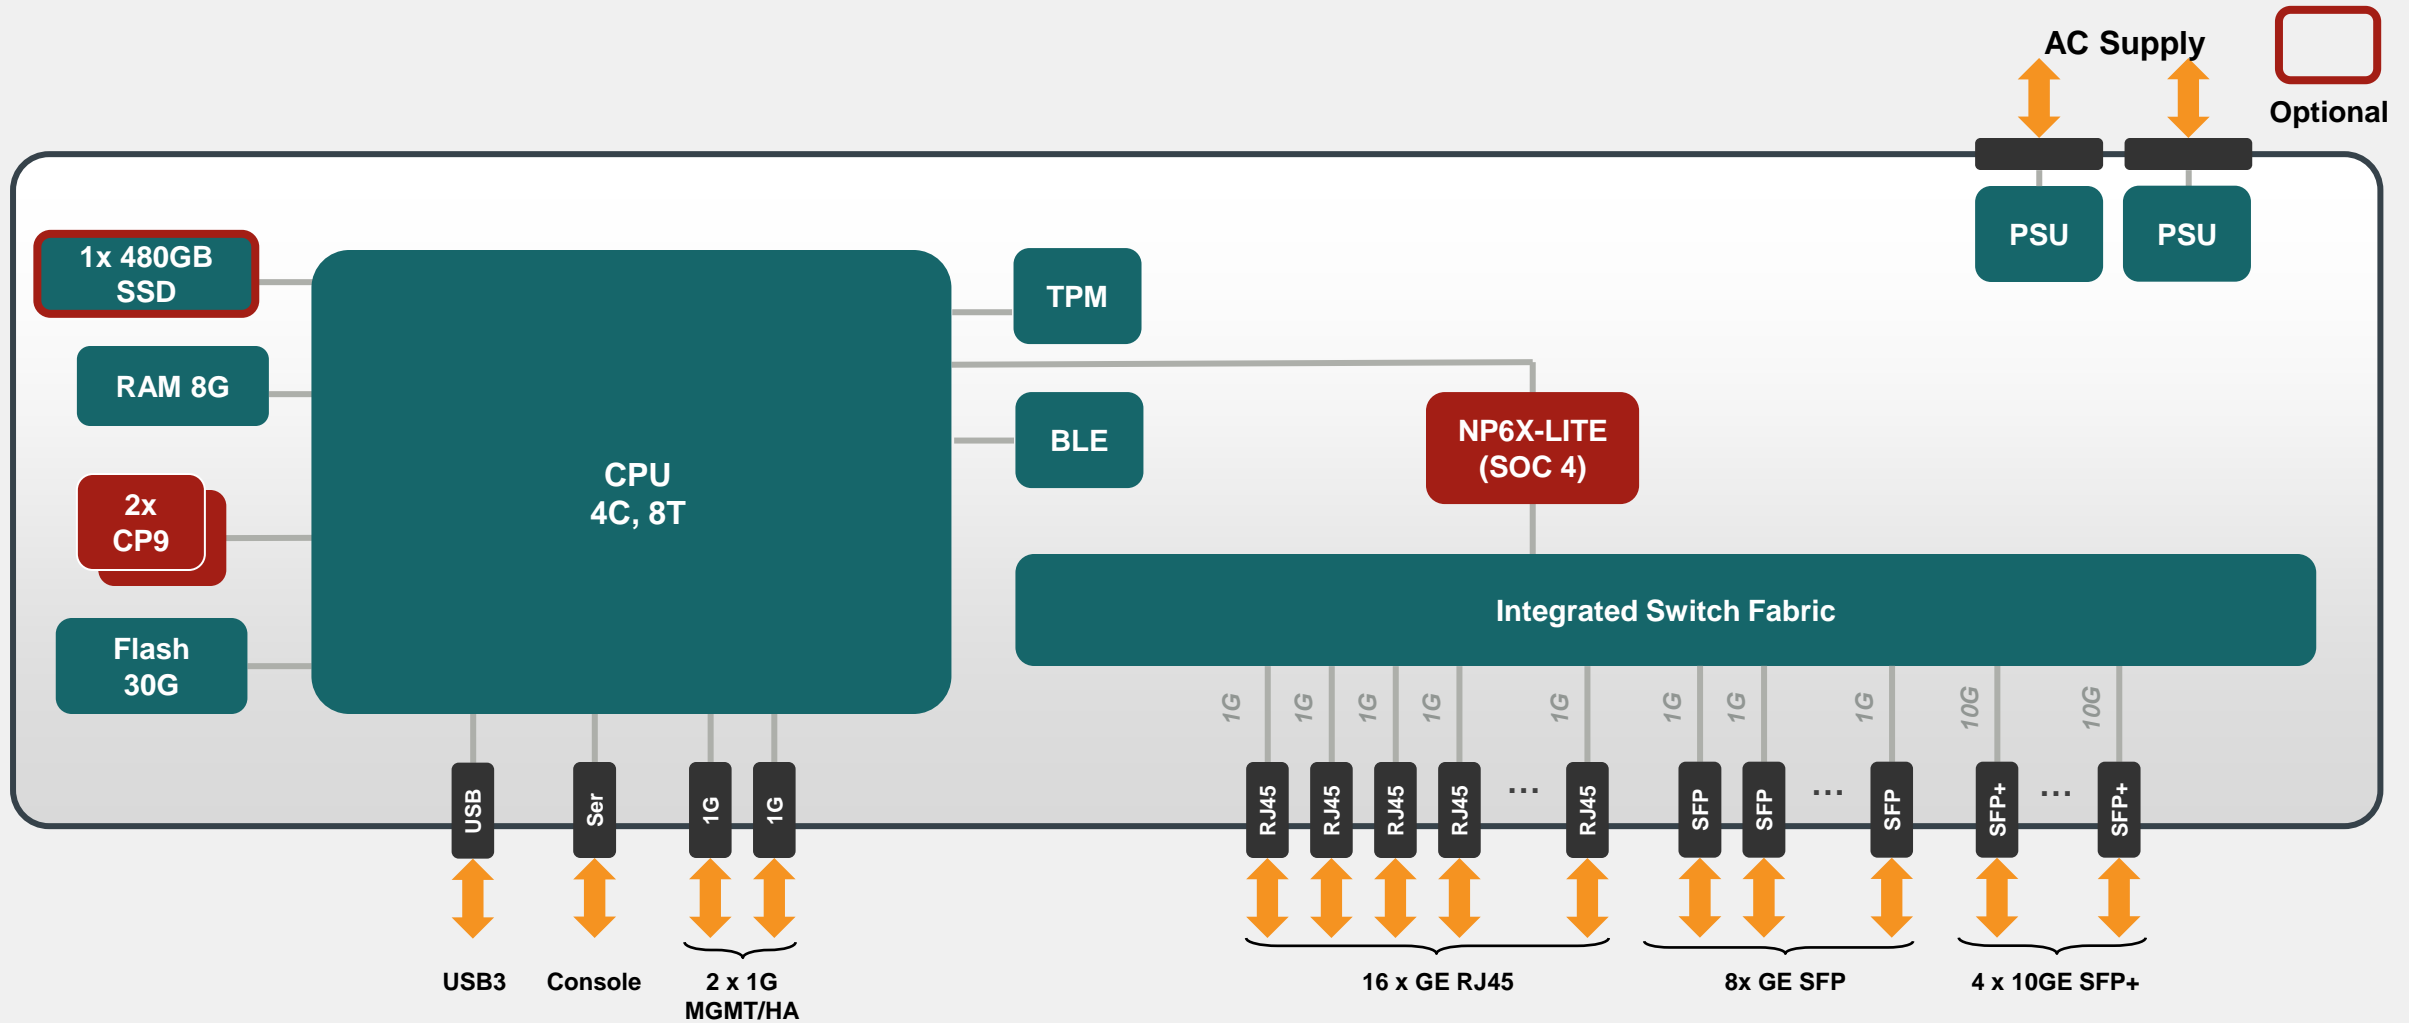 AC Supply
Optional
PSU
PSU
1x 480GB
SSD
TPM
RAM 8G
BLE
NP6X-LITE
(SOC 4)
CPU
4C, 8T
2x
CP9
Integrated Switch Fabric
Flash
30G
1G
1G
1G
1G
1G
1G
1G
1G
10G
10G
USB
Ser
1G
1G
RJ45
RJ45
RJ45
RJ45
...
RJ45
SFP
SFP
...
SFP
SFP+
...
SFP+
USB3
Console
2 x 1G
MGMT/HA
16 x GE RJ45
8x GE SFP
4 x 10GE SFP+